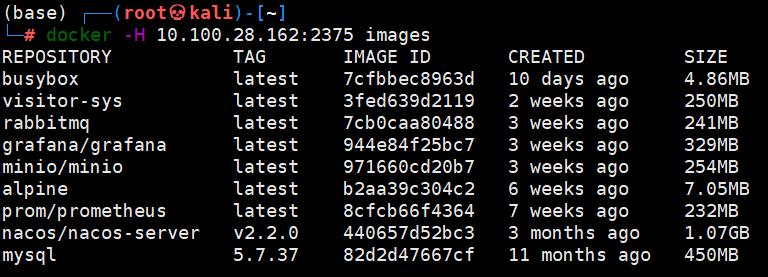 (base) ┌──(root💀kali)-[~]
└─# docker -H 10.100.28.162:2375 images
REPOSITORY TAG IMAGE ID CREATED SIZE
busybox latest 7cfbbec8963d 10 days ago 4.86MB
visitor-sys latest 3fed639d2119 2 weeks ago 250MB
rabbitmq latest 7cb0caa80488 3 weeks ago 241MB
grafana/grafana latest 944e84f25bc7 3 weeks ago 329MB
minio/minio latest 971660cd20b7 3 weeks ago 254MB
alpine latest b2aa39c304c2 6 weeks ago 7.05MB
prom/prometheus latest 8cfcb66f4364 7 weeks ago 232MB
nacos/nacos-server v2.2.0 440657d52bc3 3 months ago 1.07GB
mysql 5.7.37 82d2d47667cf 11 months ago 450MB